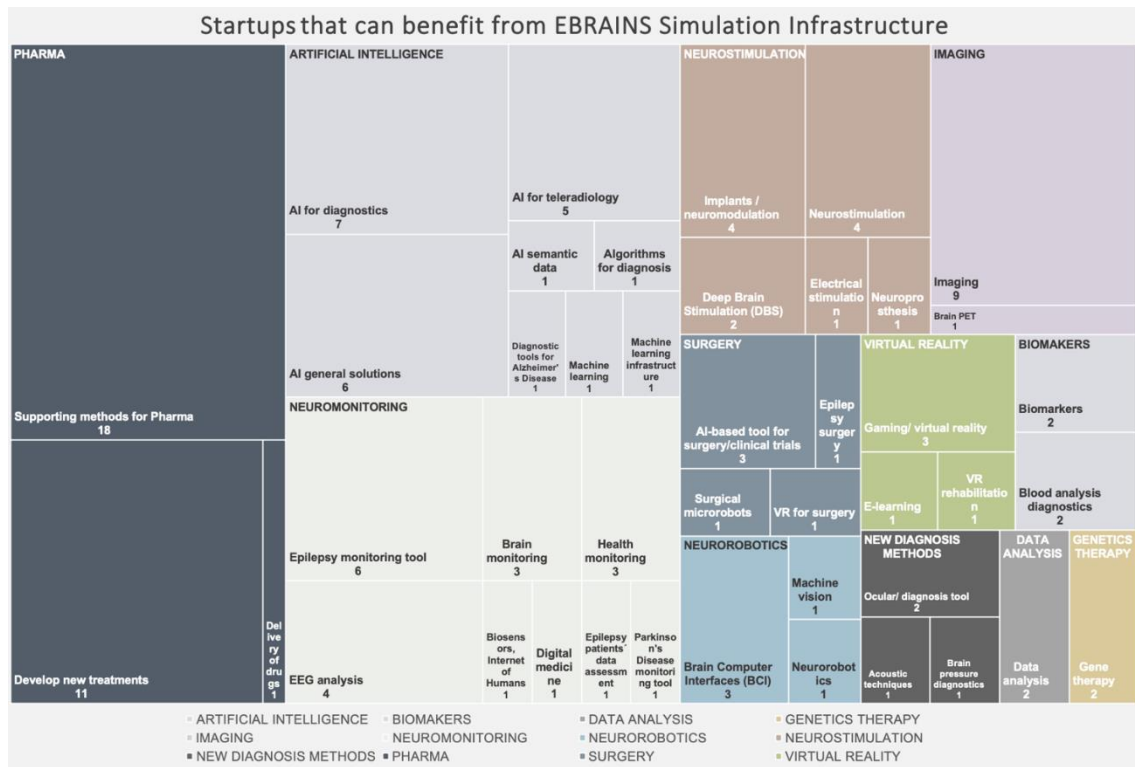 Startups that can benefit from EBRAINS Simulation Infrastructure
PHARMA
Supporting methods for Pharma
18
Develop new treatments
11
Del
ive
ry
of
dru
gs
1
ARTIFICIAL INTELLIGENCE
AI for diagnostics
7
AI for teleradiology
5
AI general solutions
6
AI semantic
data
1
Algorithms
for diagnosis
1
Diagnostic
tools for
Alzheimer'
s Disease
1
Machine
learning
1
Machine
learning
infrastruct
ure
1
NEUROMONITORING
Epilepsy monitoring tool
6
Brain
monitoring
3
Health
monitoring
3
EEG analysis
4
Biosens
ors,
Internet of
Humans
1
Digital
medici
ne
1
Epilepsy
patients´
data
assessm
ent
1
Parkinso
n's
Disease
monitori
ng tool
1
NEUROSTIMULATION
Implants /
neuromodulation
4
Neurostimulation
4
Deep Brain
Stimulation (DBS)
2
Electrical
stimulatio
n
1
Neuropro
sthesis
1
IMAGING
Imaging
9
Brain PET
1
SURGERY
AI-based tool for
surgery/clinical trials
3
Epilep
sy
surger
y
1
Surgical
microrobots
1
VR for surgery
1
VIRTUAL REALITY
Gaming/ virtual reality
3
E-learning
1
VR
rehabilitatio
n
1
BIOMAKERS
Biomarkers
2
Blood analysis
diagnostics
2
NEUROROBOTICS
Brain Computer
Interfaces (BCI)
3
Machine
vision
1
Neurorobot
ics
1
NEW DIAGNOSIS
METHODS
Ocular/ diagnosis tool
2
Acoustic
techniques
1
Brain
pressure
diagnostics
1
DATA
ANALYSIS
Data
analysis
2
GENETICS
THERAPY
Gene
therapy
2
ARTIFICIAL INTELLIGENCE
BIOMAKERS
DATA ANALYSIS
GENETICS THERAPY
IMAGING
NEUROMONITORING
NEUROROBOTICS
NEUROSTIMULATION
NEW DIAGNOSIS METHODS
PHARMA
SURGERY
VIRTUAL REALITY